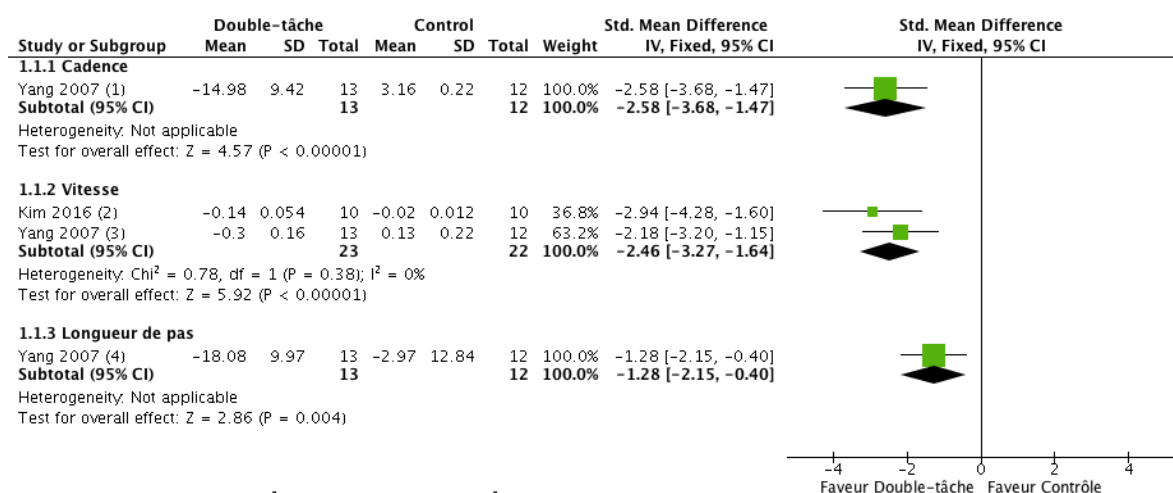 Double-tâche Control Std. Mean Difference Std. Mean Difference
Study or Subgroup Mean SD Total Mean SD Total Weight IV, Fixed, 95% CI IV, Fixed, 95% CI
1.1.1 Cadence
Yang 2007 (1) -14.98 9.42 13 3.16 0.22 12 100.0% -2.58 [-3.68, -1.47]
Subtotal (95% CI) 13 12 100.0% -2.58 [-3.68, -1.47]
Heterogeneity: Not applicable
Test for overall effect: Z = 4.57 (P < 0.00001)
1.1.2 Vitesse
Kim 2016 (2) -0.14 0.054 10 -0.02 0.012 10 36.8% -2.94 [-4.28, -1.60]
Yang 2007 (3) -0.3 0.16 13 0.13 0.22 12 63.2% -2.18 [-3.20, -1.15]
Subtotal (95% CI) 23 22 100.0% -2.46 [-3.27, -1.64]
Heterogeneity: Chi² = 0.78, df = 1 (P = 0.38); I² = 0%
Test for overall effect: Z = 5.92 (P < 0.00001)
1.1.3 Longueur de pas
Yang 2007 (4) -18.08 9.97 13 -2.97 12.84 12 100.0% -1.28 [-2.15, -0.40]
Subtotal (95% CI) 13 12 100.0% -1.28 [-2.15, -0.40]
Heterogeneity: Not applicable
Test for overall effect: Z = 2.86 (P = 0.004)
-4 -2 0 2 4
Faveur Double-tâche Faveur Contrôle